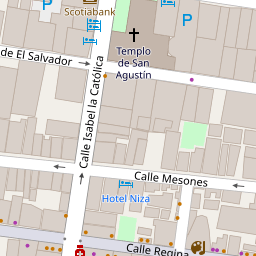 P
P
Scotiabank
Templo
de San
Agustín
de El Salvador
Calle Isabel la Católica
Calle Mesones
Hotel Niza
Calle Regina